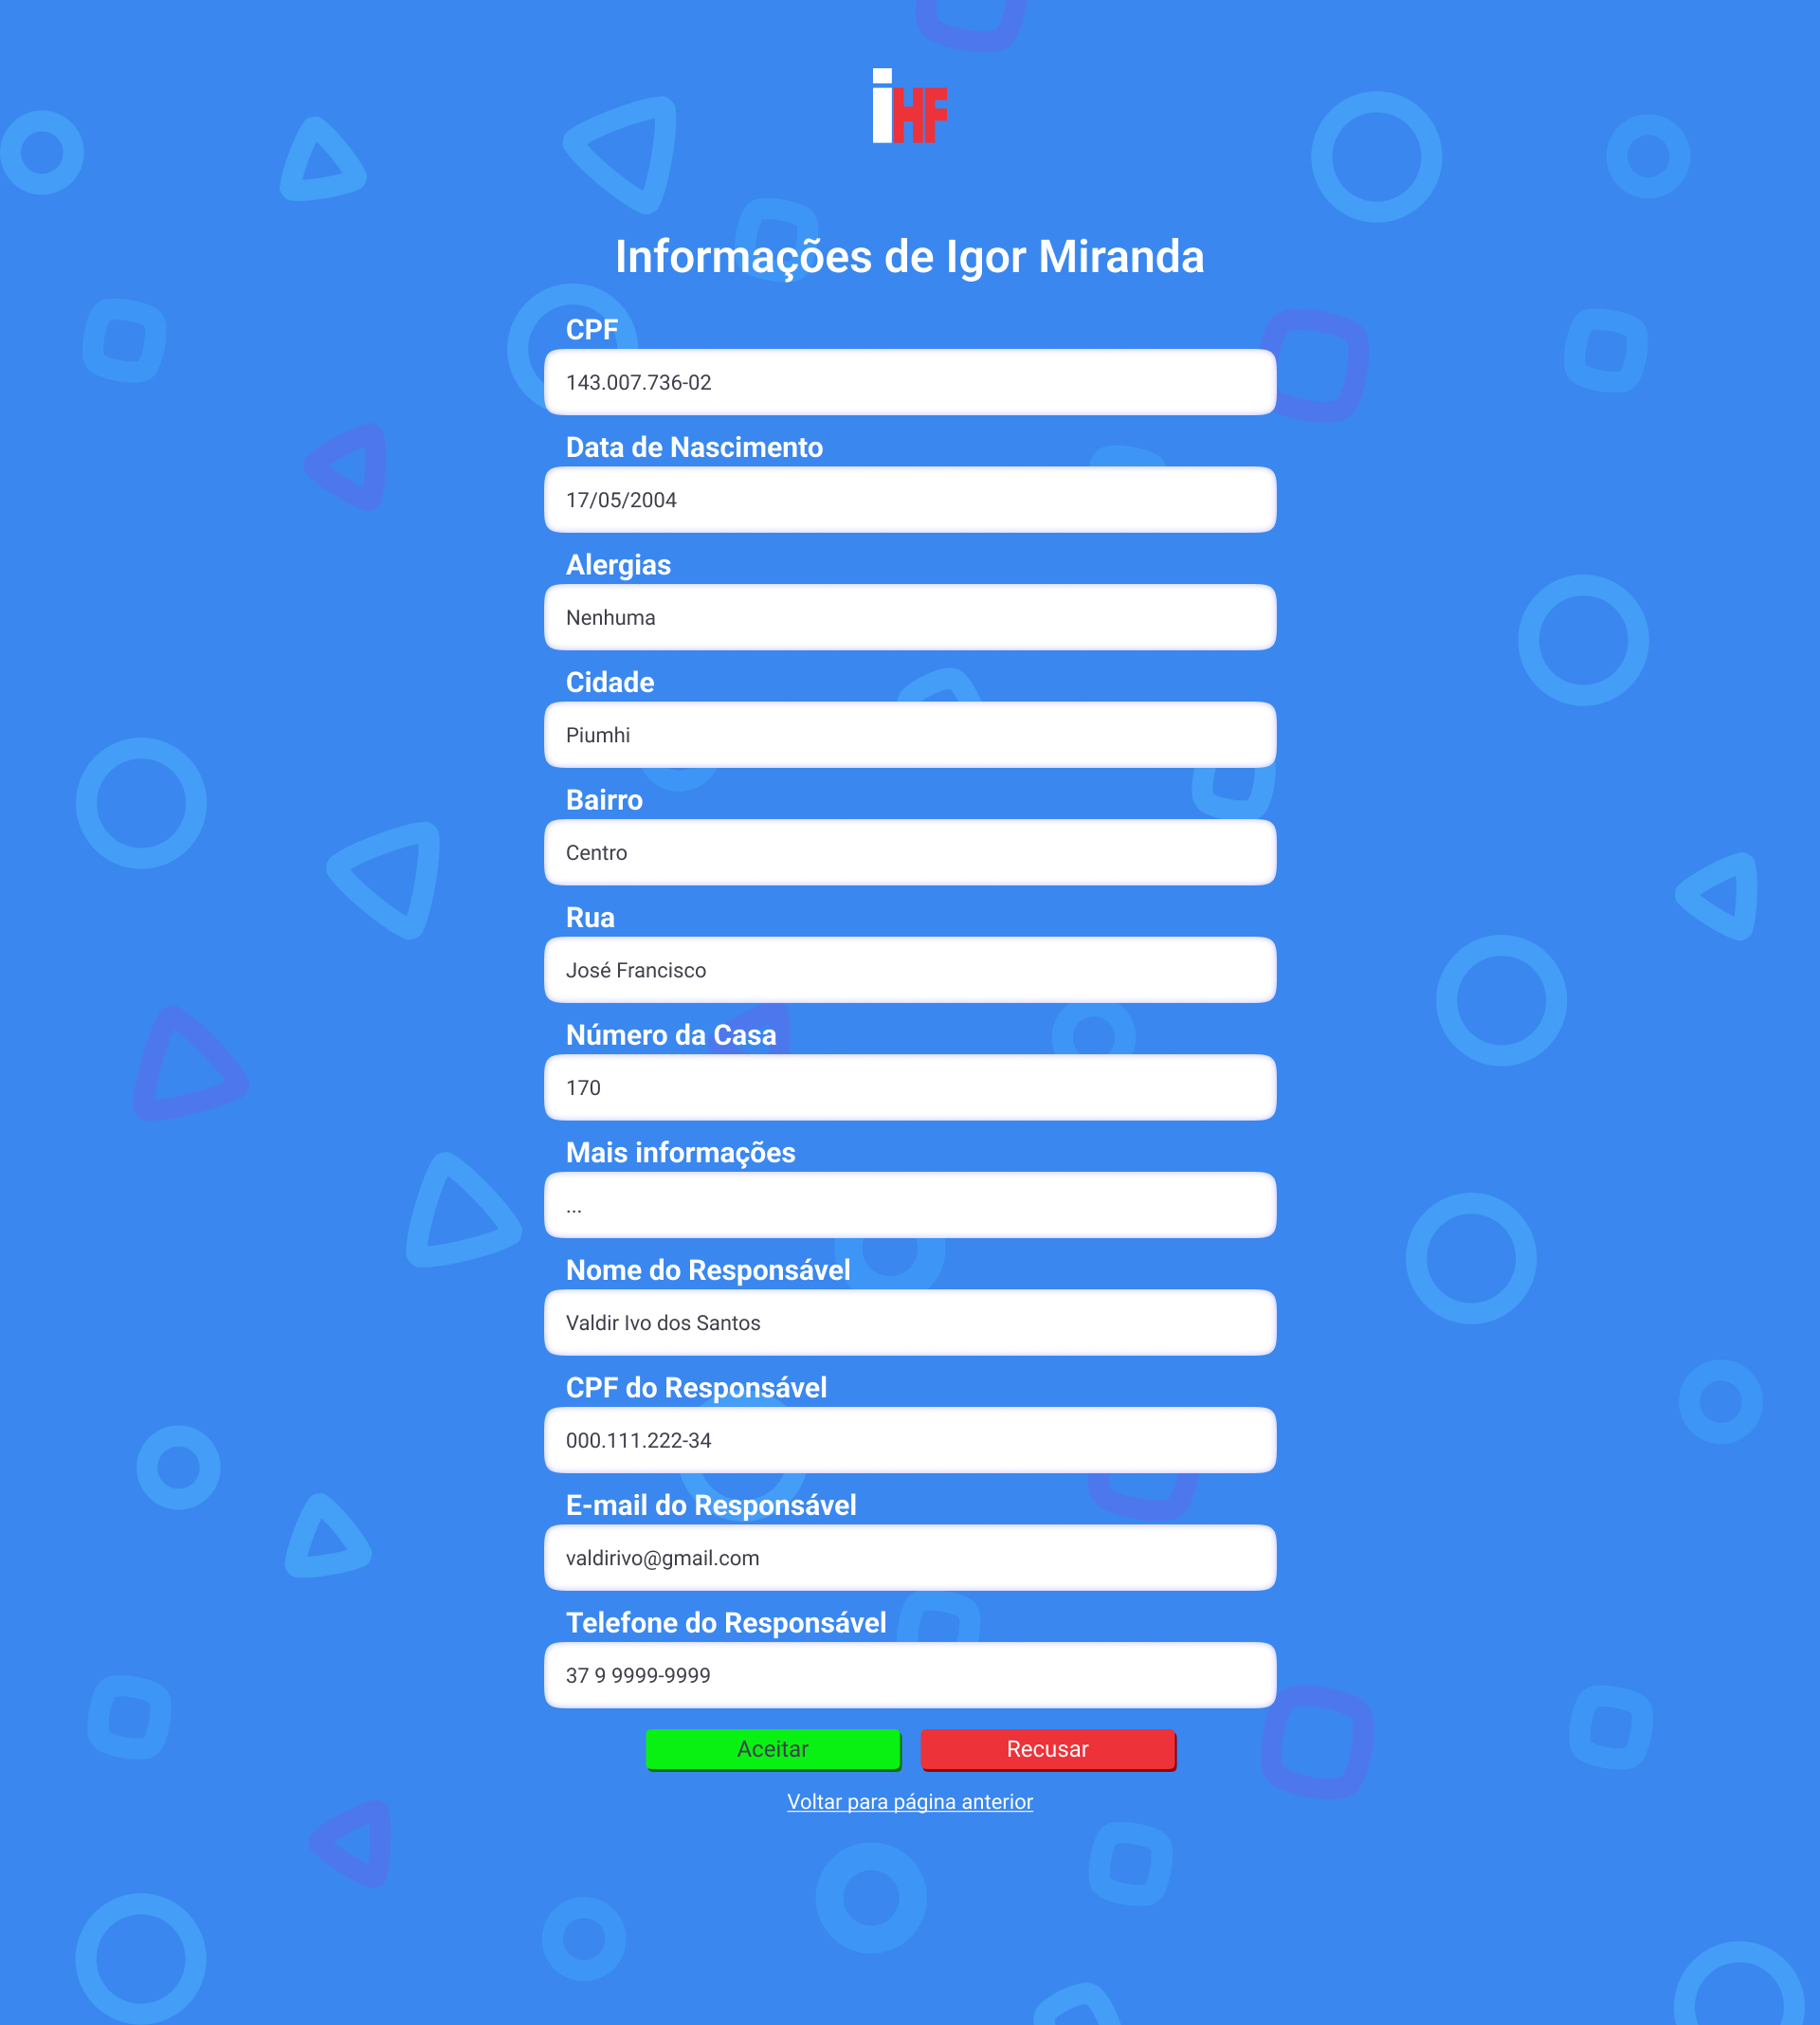 iHF
Informações de Igor Miranda
CPF
143.007.736-02
Data de Nascimento
17/05/2004
Alergias
Nenhuma
Cidade
Piumhi
Bairro
Centro
Rua
José Francisco
Número da Casa
170
Mais informações
...
Nome do Responsável
Valdir Ivo dos Santos
CPF do Responsável
000.111.222-34
E-mail do Responsável
valdirivo@gmail.com
Telefone do Responsável
37 9 9999-9999
Aceitar
Recusar
Voltar para página anterior